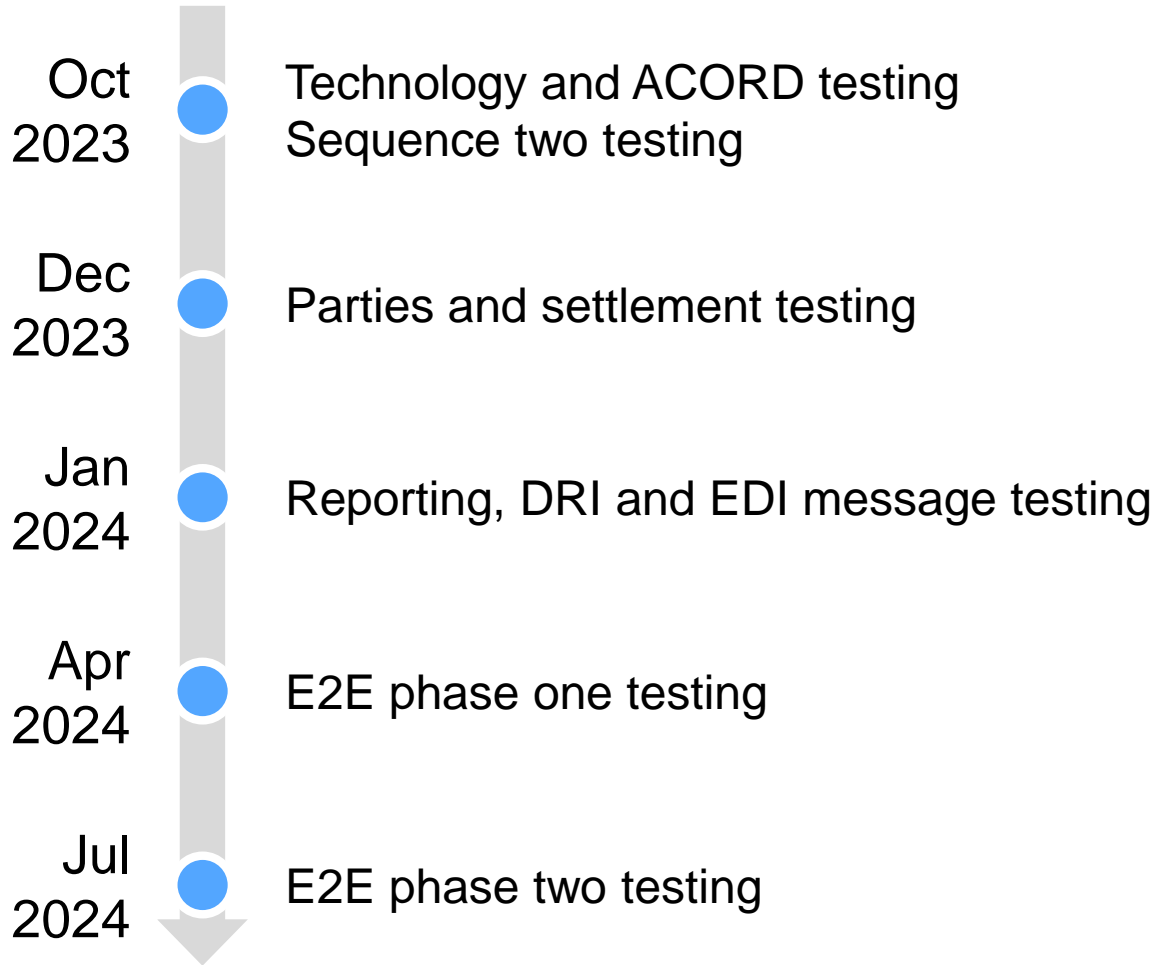 Oct
2023
Technology and ACORD testing
Sequence two testing
Dec
2023
Parties and settlement testing
Jan
2024
Reporting, DRI and EDI message testing
Apr
2024
E2E phase one testing
Jul
2024
E2E phase two testing